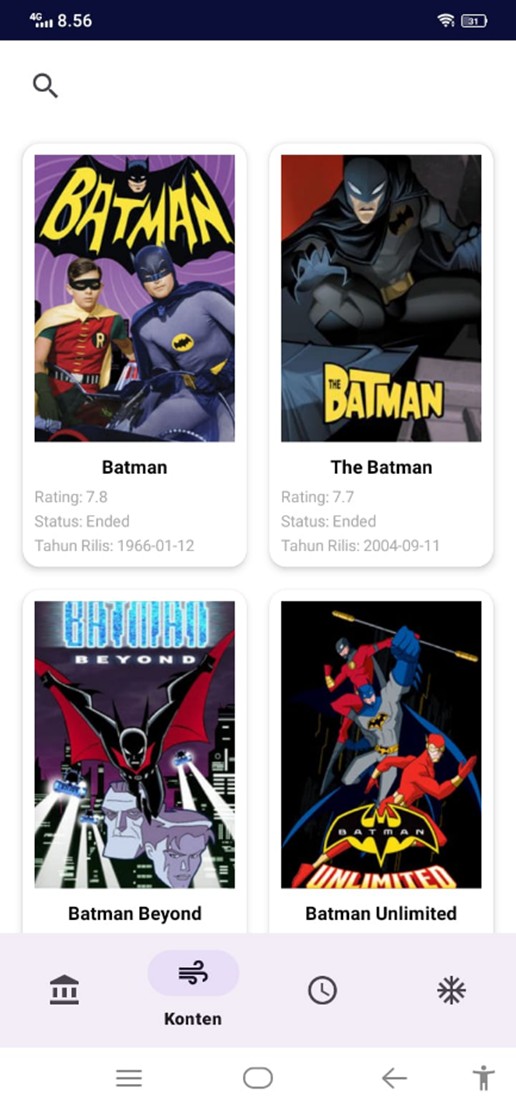 4G 8.56 31
BATMAN
R
THE
BATMAN
Batman
Rating: 7.8
Status: Ended
Tahun Rilis: 1966-01-12
The Batman
Rating: 7.7
Status: Ended
Tahun Rilis: 2004-09-11
BATMAN
BEYOND
BATMAN
UNLIMITED
Batman Beyond
Batman Unlimited
Konten